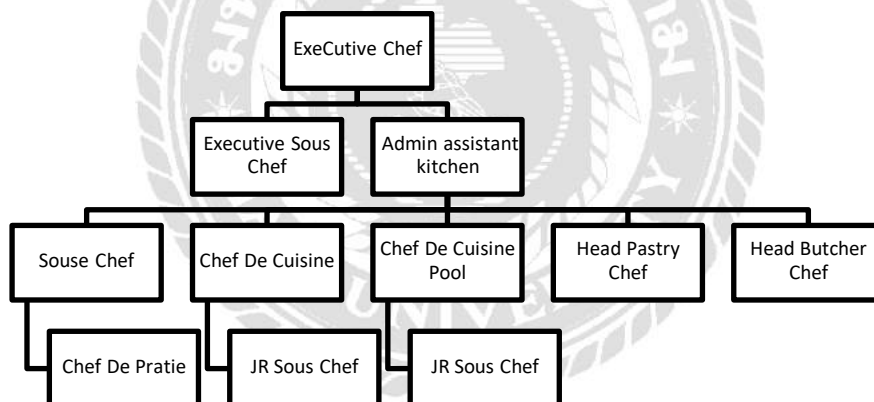 ExeCutive Chef
Executive Sous
Chef
Admin assistant
kitchen
Souse Chef
Chef De Cuisine
Chef De Cuisine
Pool
Head Pastry
Chef
Head Butcher
Chef
Chef De Pratie
JR Sous Chef
JR Sous Chef